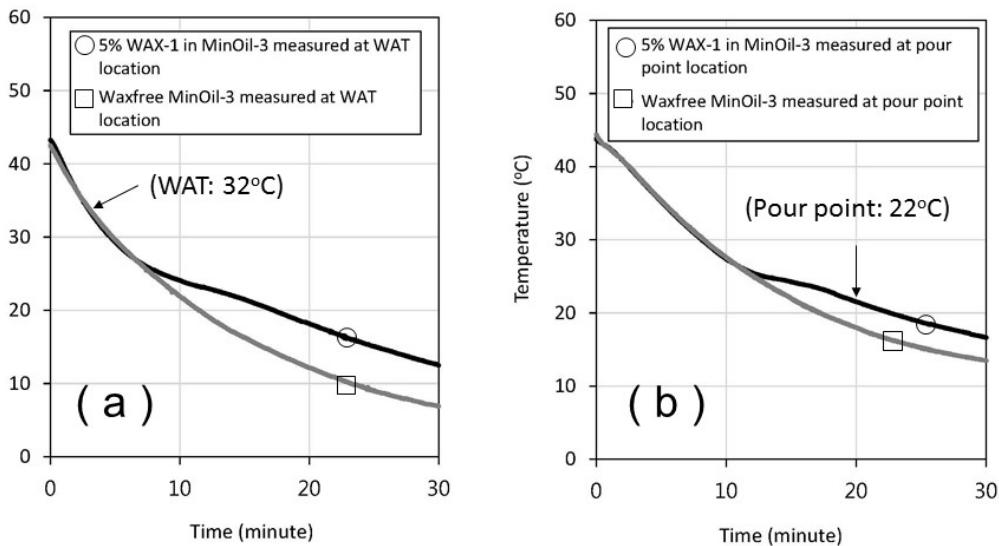 60
50
40
30
20
10
0
0
10
20
30
Time (minute)
5% WAX-1 in MinOil-3 measured at WAT
location
Waxfree MinOil-3 measured at WAT
location
(WAT: 32°C)
( a )
Temperature (°C)
60
50
40
30
20
10
0
0
10
20
30
Time (minute)
5% WAX-1 in MinOil-3 measured at pour
point location
Waxfree MinOil-3 measured at pour point
location
(Pour point: 22°C)
( b )